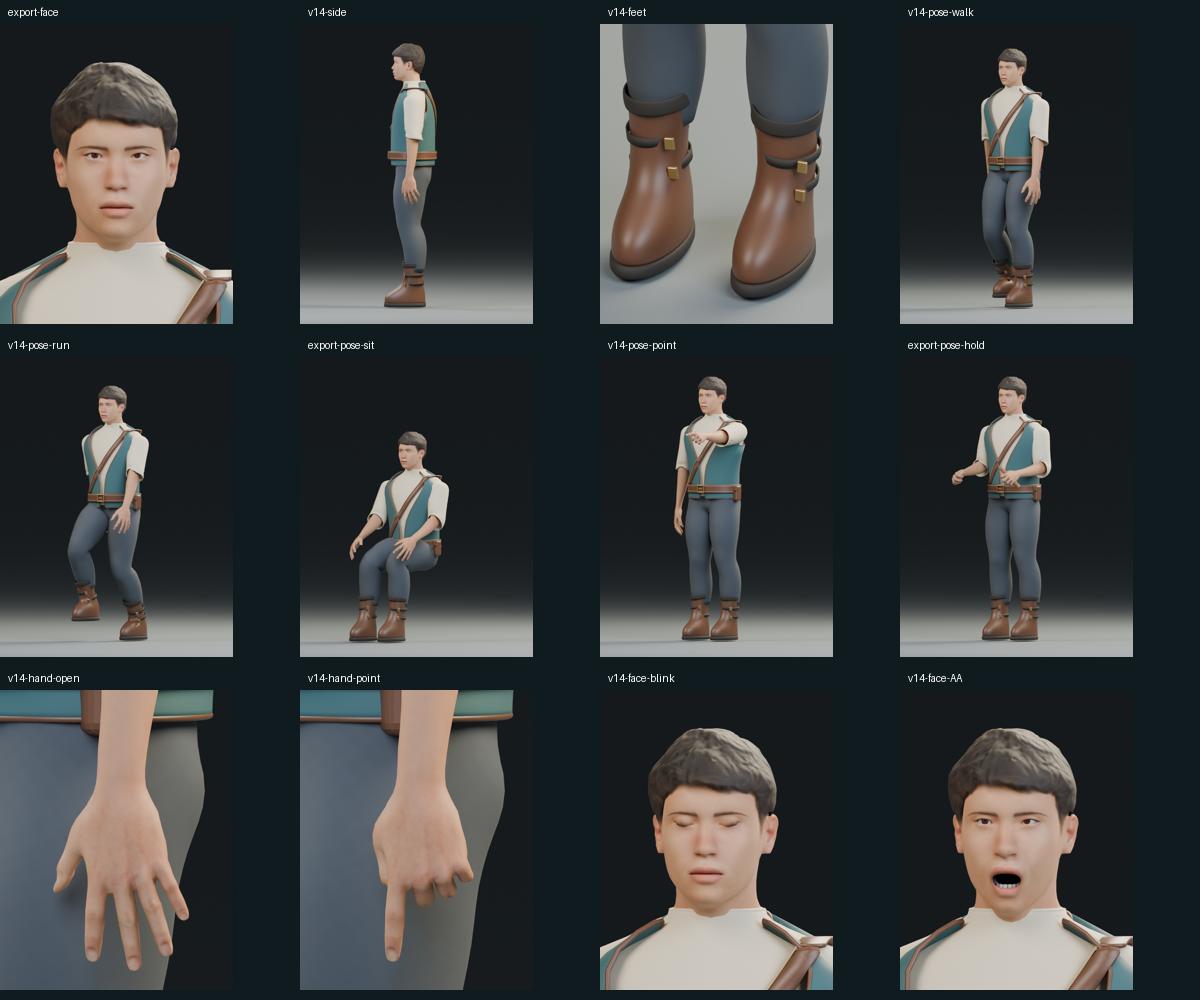 export-face
v14-side
v14-feet
v14-pose-walk
v14-pose-run
export-pose-sit
v14-pose-point
export-pose-hold
v14-hand-open
v14-hand-point
v14-face-blink
v14-face-AA